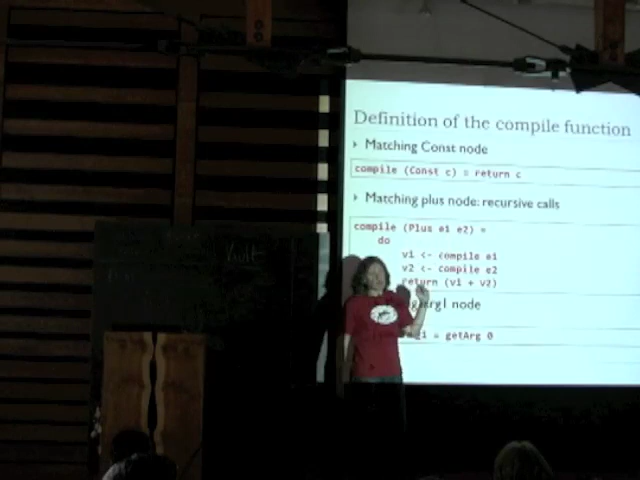 Definition of the compile function
Matching Const node
compile (Const c) = return c
Matching plus node: recursive calls
compile (Plus e1 e2) =
do
v1 <- compile e1
v2 <- compile e2
return (v1 + v2)
node
= getArg 0